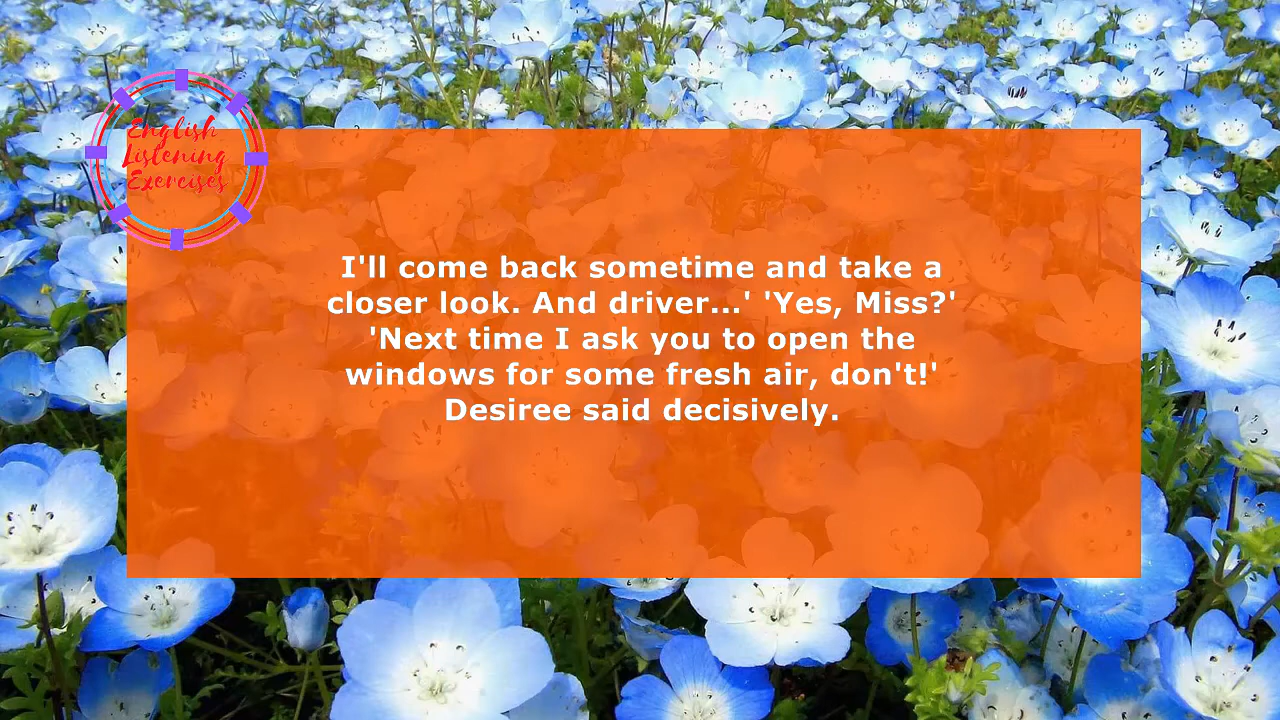 English
Listening
Exercises
I'll come back sometime and take a
closer look. And driver...' 'Yes, Miss?'
'Next time I ask you to open the
windows for some fresh air, don't!'
Desiree said decisively.